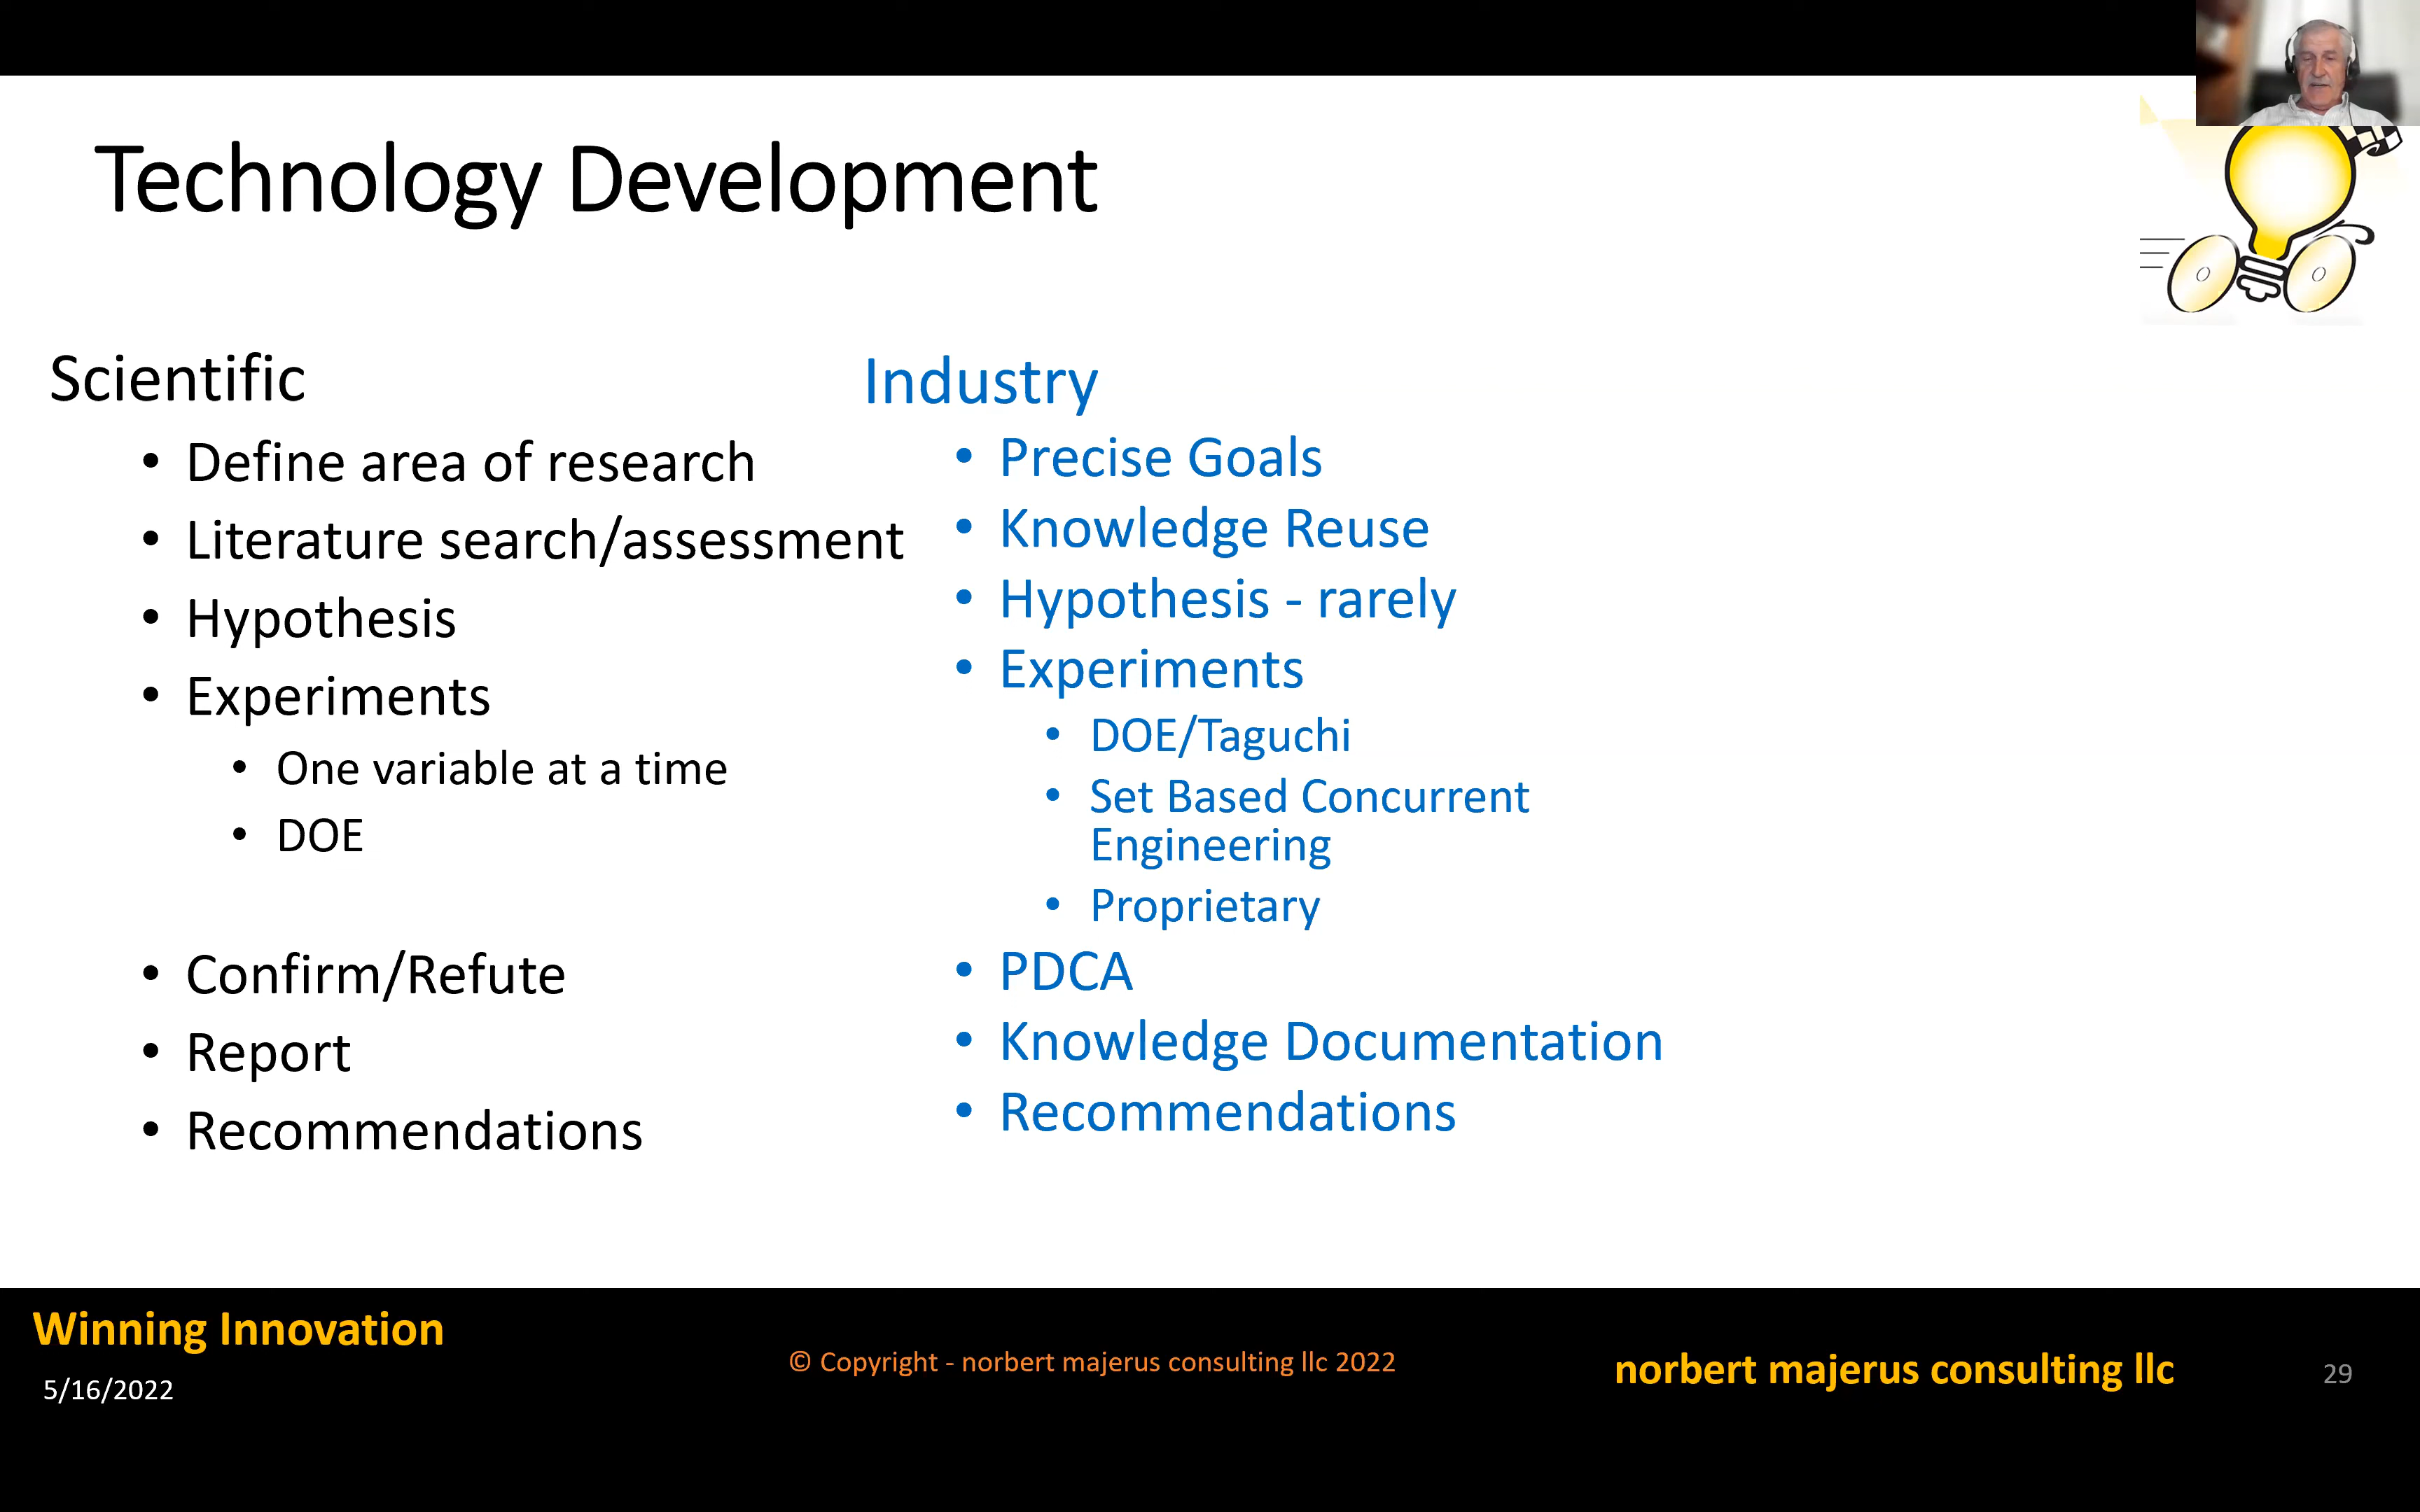 Technology Development
Scientific
• Define area of research
• Literature search/assessment
• Hypothesis
• Experiments
• One variable at a time
• DOE
• Confirm/Refute
• Report
• Recommendations
Industry
• Precise Goals
• Knowledge Reuse
• Hypothesis - rarely
• Experiments
• DOE/Taguchi
• Set Based Concurrent
Engineering
• Proprietary
• PDCA
• Knowledge Documentation
• Recommendations
Winning Innovation
5/16/2022
© Copyright - norbert majerus consulting llc 2022
norbert majerus consulting llc
29